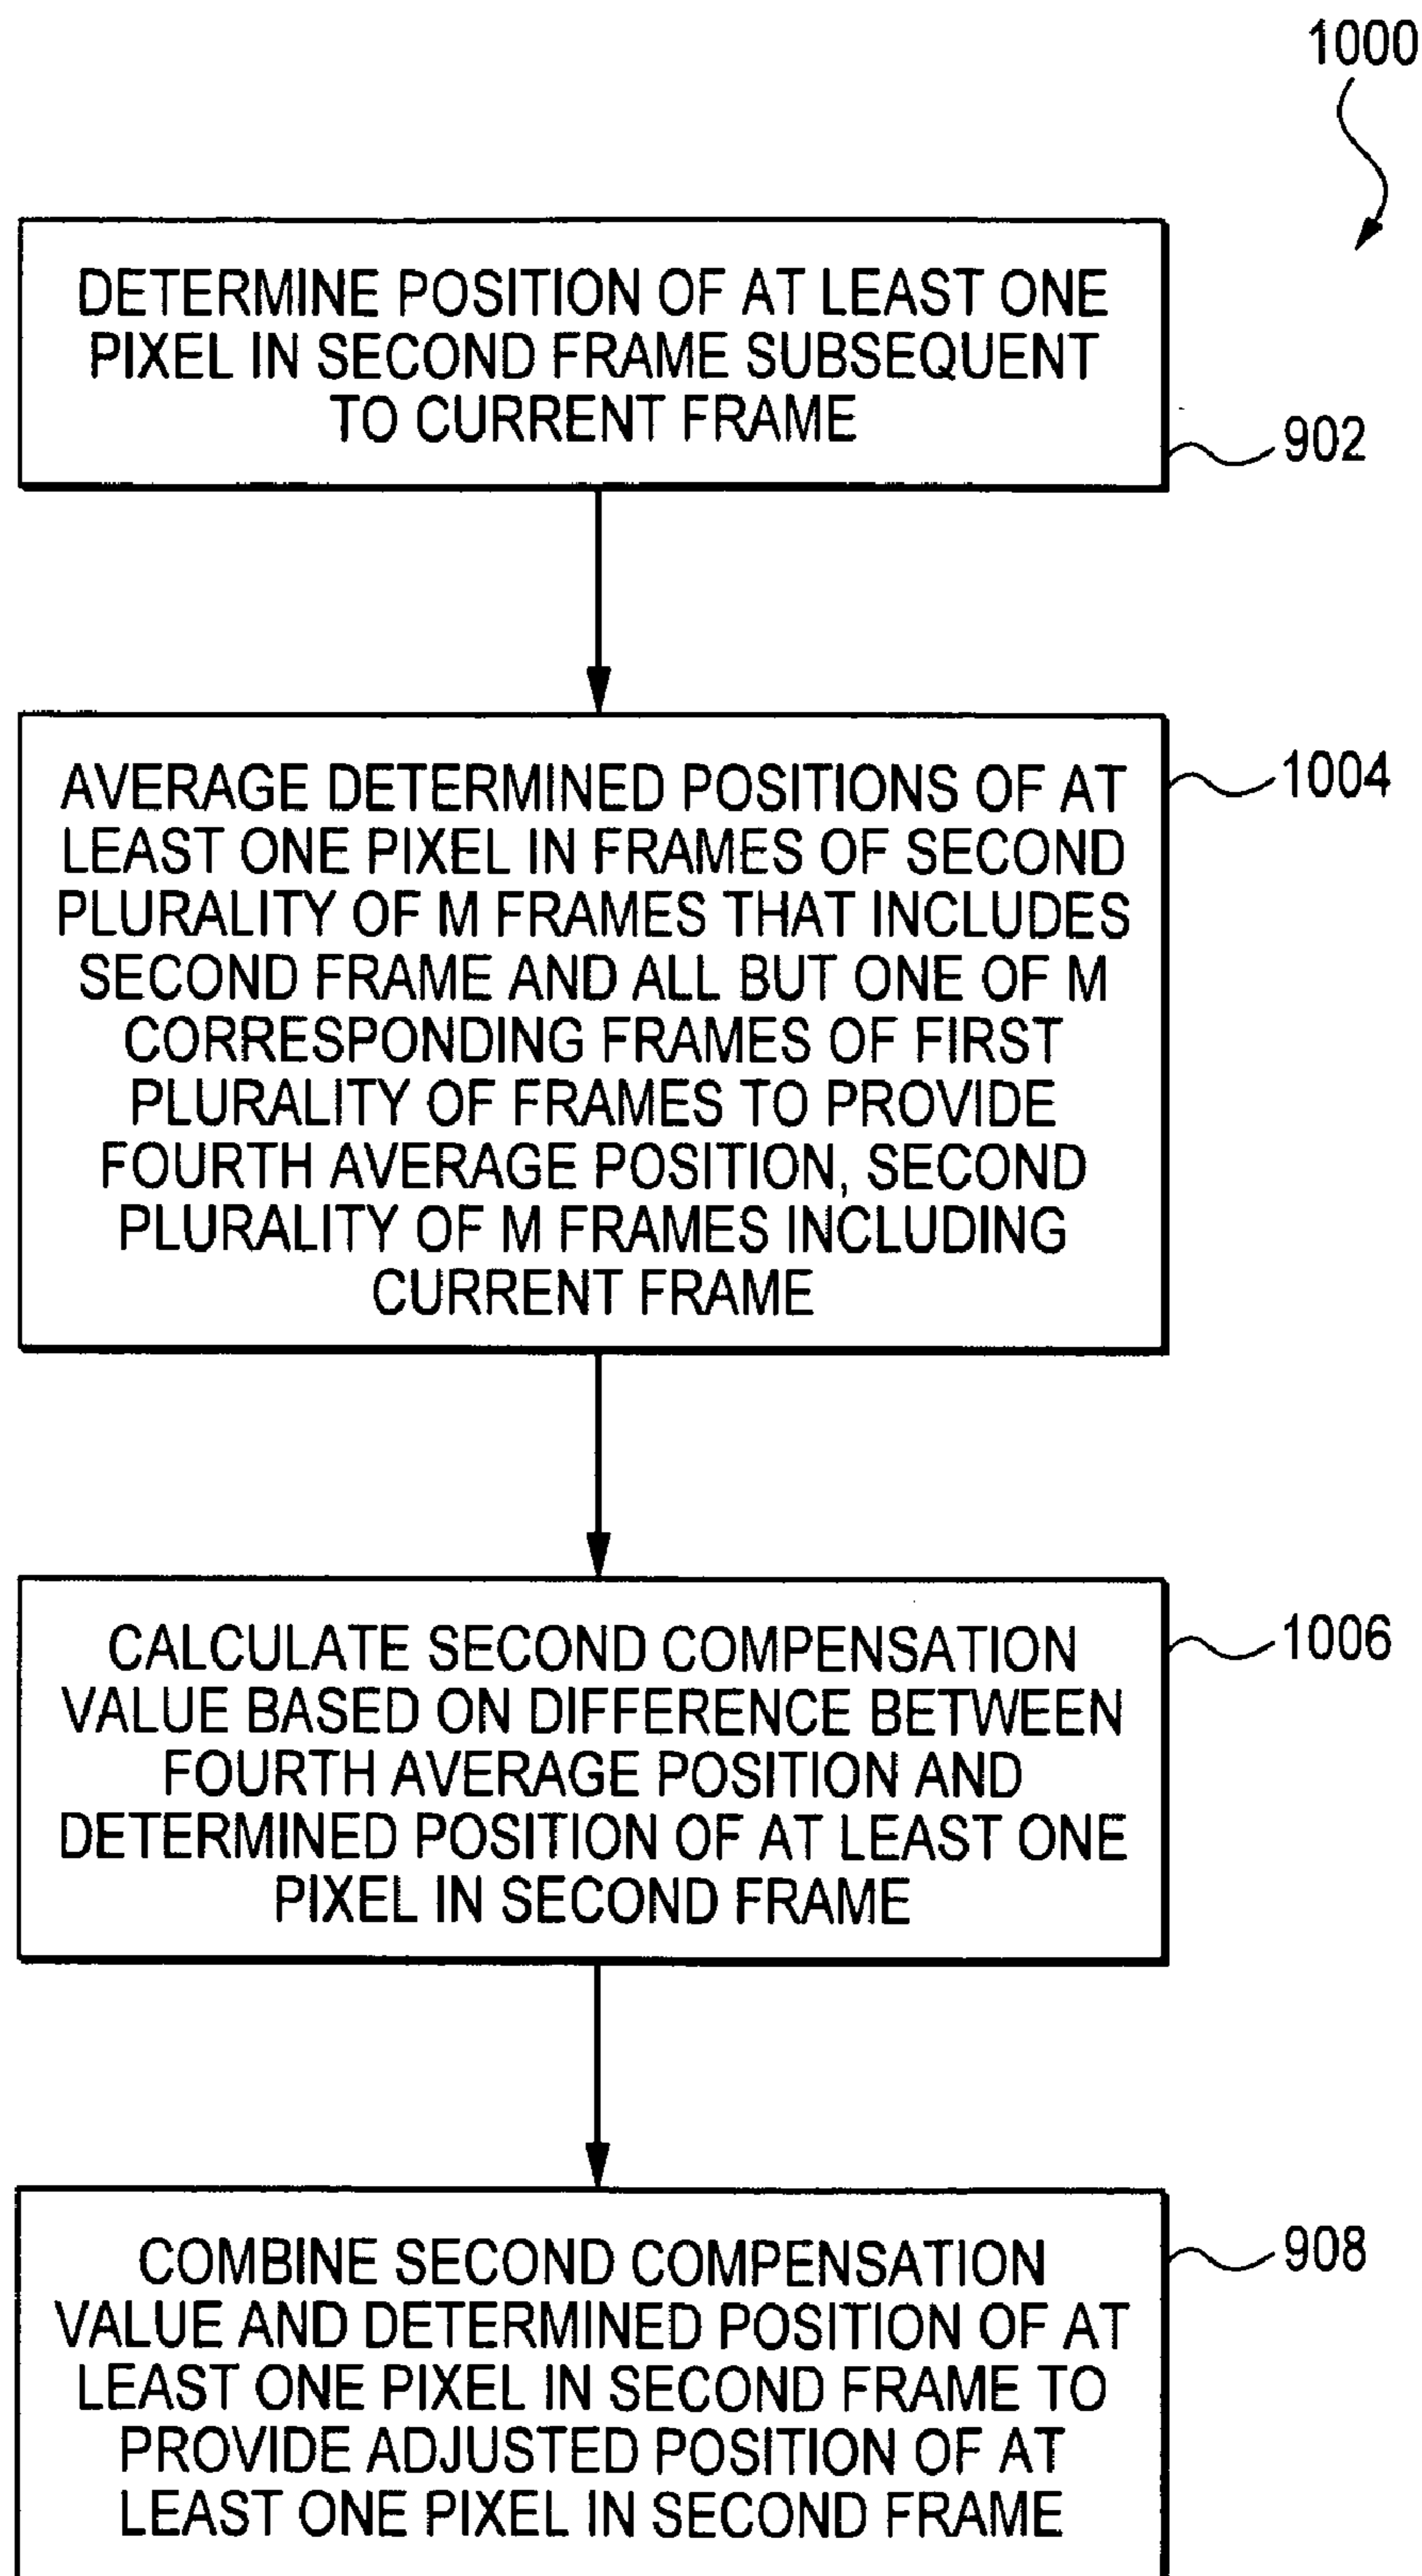 1000
DETERMINE POSITION OF AT LEAST ONE
PIXEL IN SECOND FRAME SUBSEQUENT
TO CURRENT FRAME
902
AVERAGE DETERMINED POSITIONS OF AT
LEAST ONE PIXEL IN FRAMES OF SECOND
PLURALITY OF M FRAMES THAT INCLUDES
SECOND FRAME AND ALL BUT ONE OF M
CORRESPONDING FRAMES OF FIRST
PLURALITY OF FRAMES TO PROVIDE
FOURTH AVERAGE POSITION, SECOND
PLURALITY OF M FRAMES INCLUDING
CURRENT FRAME
1004
CALCULATE SECOND COMPENSATION
VALUE BASED ON DIFFERENCE BETWEEN
FOURTH AVERAGE POSITION AND
DETERMINED POSITION OF AT LEAST ONE
PIXEL IN SECOND FRAME
1006
COMBINE SECOND COMPENSATION
VALUE AND DETERMINED POSITION OF AT
LEAST ONE PIXEL IN SECOND FRAME TO
PROVIDE ADJUSTED POSITION OF AT
LEAST ONE PIXEL IN SECOND FRAME
908